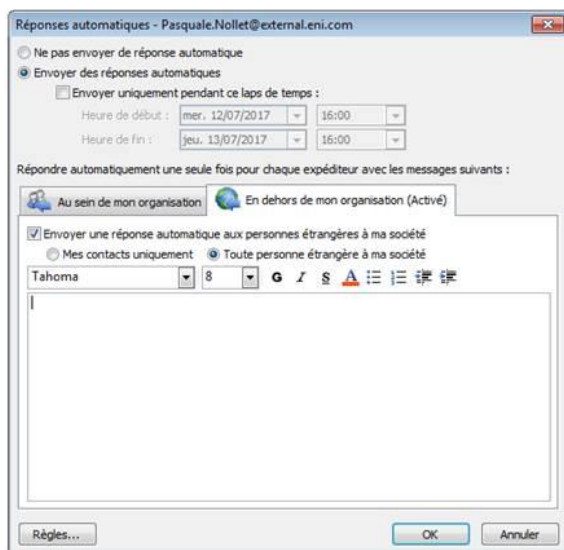 Réponses automatiques - Pasquale.Nollet@external.eni.com
Ne pas envoyer de réponse automatique
Envoyer des réponses automatiques
Envoyer uniquement pendant ce laps de temps :
Heure de début : mer. 12/07/2017 16:00
Heure de fin : jeu. 13/07/2017 16:00
Répondre automatiquement une seule fois pour chaque expéditeur avec les messages suivants :
Au sein de mon organisation En dehors de mon organisation (Activé)
Envoyer une réponse automatique aux personnes étrangères à ma société
Mes contacts uniquement Toute personne étrangère à ma société
Tahoma 8 G I S A
Règles... OK Annuler